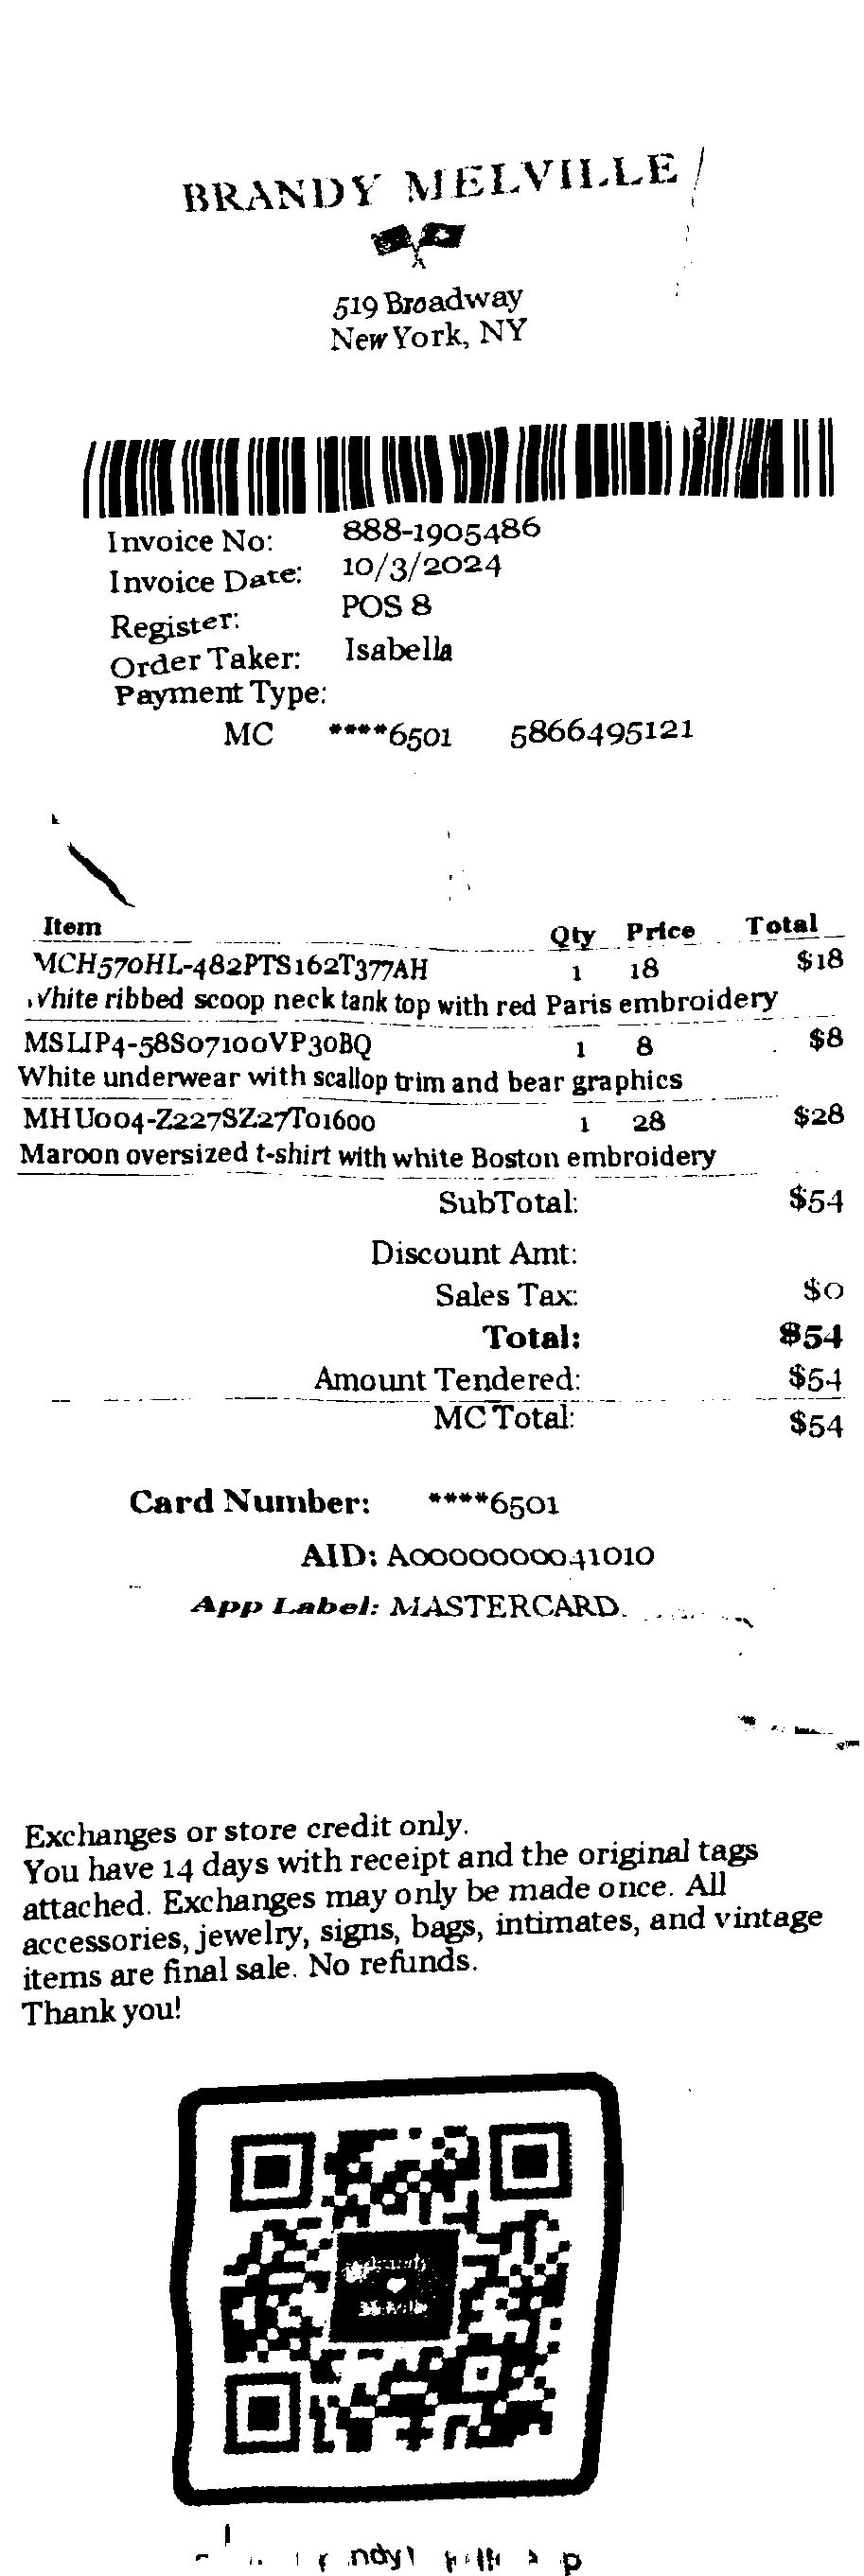 BRANDY MELVILLE
519 Broadway
New York, NY
Invoice No: 888-1905486
Invoice Date: 10/3/2024
Register: POS 8
Order Taker: Isabella
Payment Type:
MC ****6501 5866495121
Item Qty Price Total
MCH570HL-482PTS162T377AH 1 18 $18
White ribbed scoop neck tank top with red Paris embroidery
MSLIP4-58S07100VP30BQ 1 8 $8
White underwear with scallop trim and bear graphics
MHU004-Z227SZ27T01600 1 28 $28
Maroon oversized t-shirt with white Boston embroidery
SubTotal: $54
Discount Amt:
Sales Tax: $0
Total: $54
Amount Tendered: $54
MC Total: $54
Card Number: ****6501
AID: A0000000041010
App Label: MASTERCARD
Exchanges or store credit only.
You have 14 days with receipt and the original tags
attached. Exchanges may only be made once. All
accessories, jewelry, signs, bags, intimates, and vintage
items are final sale. No refunds.
Thank you!